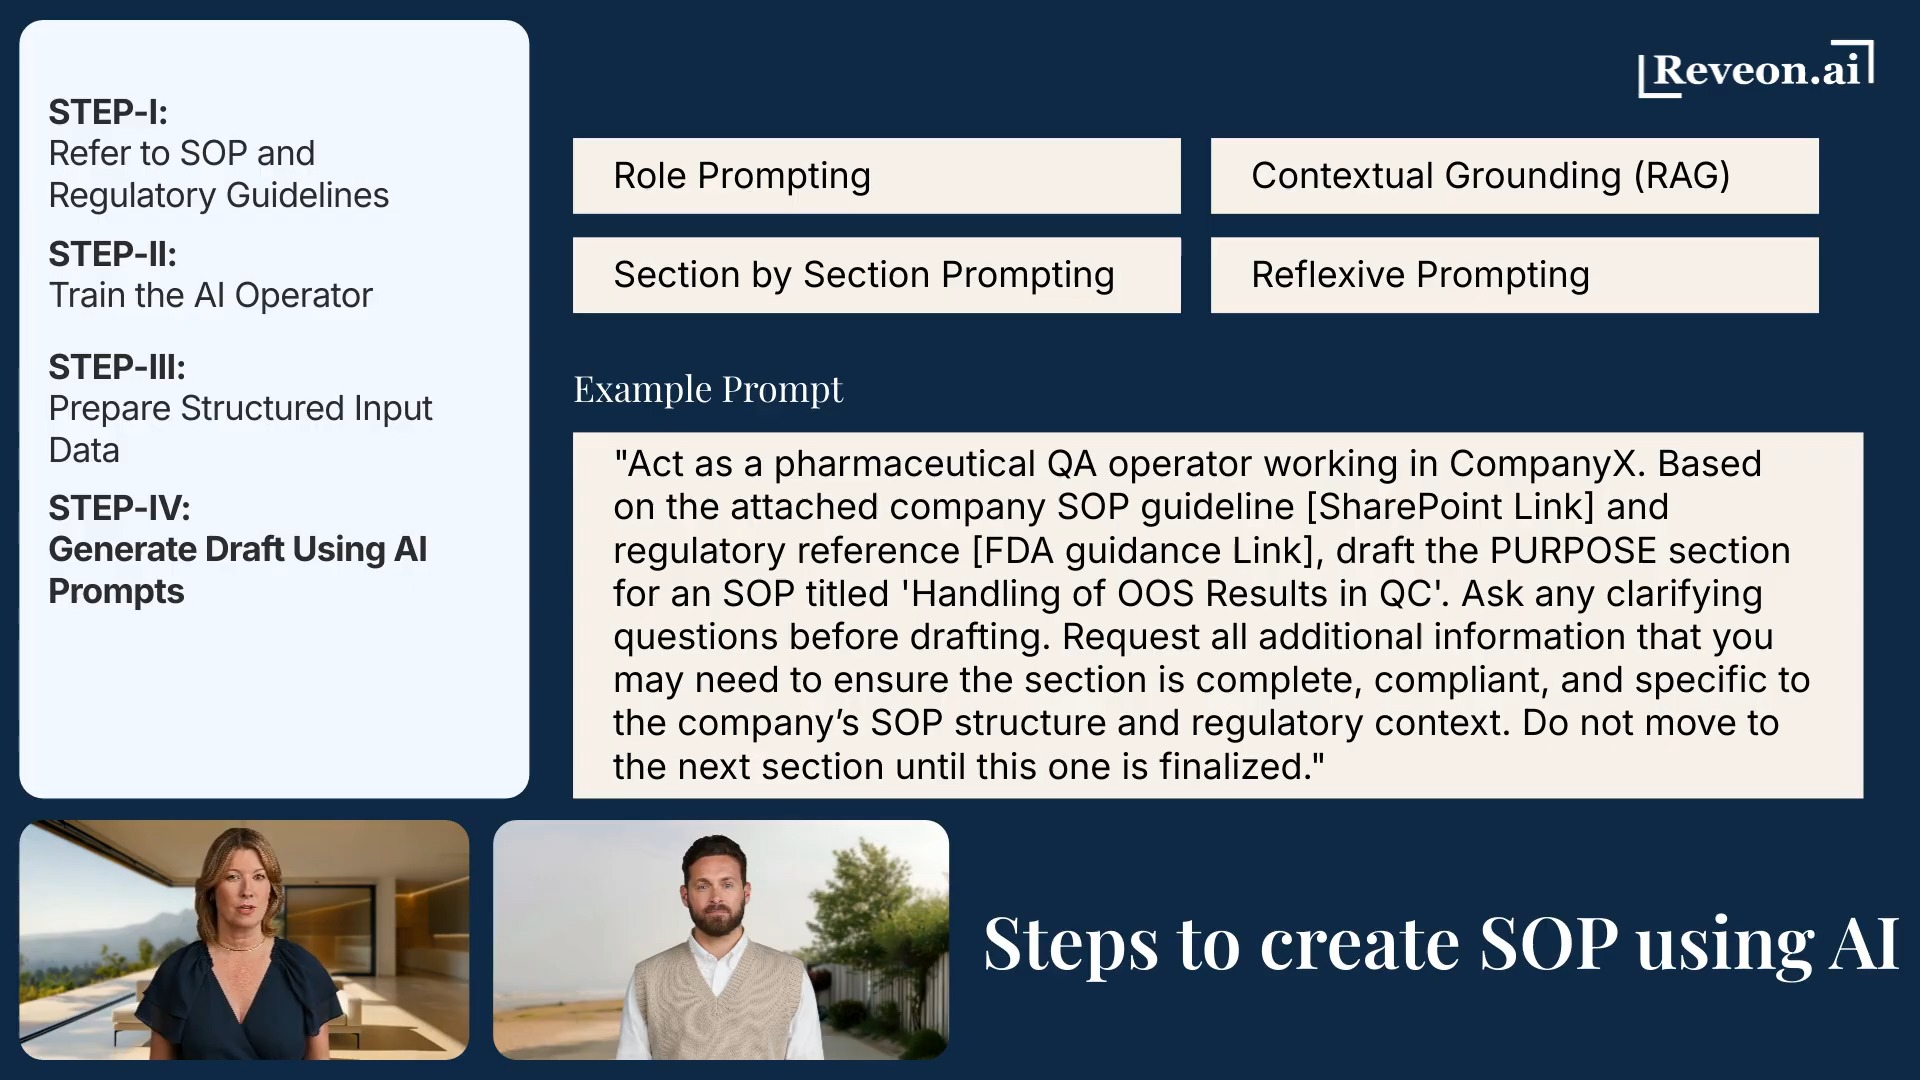 STEP-I:
Refer to SOP and
Regulatory Guidelines
STEP-II:
Train the AI Operator
STEP-III:
Prepare Structured Input
Data
STEP-IV:
Generate Draft Using AI
Prompts
Reveon.ai
Role Prompting
Contextual Grounding (RAG)
Section by Section Prompting
Reflexive Prompting
Example Prompt
"Act as a pharmaceutical QA operator working in CompanyX. Based
on the attached company SOP guideline [SharePoint Link] and
regulatory reference [FDA guidance Link], draft the PURPOSE section
for an SOP titled 'Handling of OOS Results in QC'. Ask any clarifying
questions before drafting. Request all additional information that you
may need to ensure the section is complete, compliant, and specific to
the company’s SOP structure and regulatory context. Do not move to
the next section until this one is finalized."
Steps to create SOP using AI